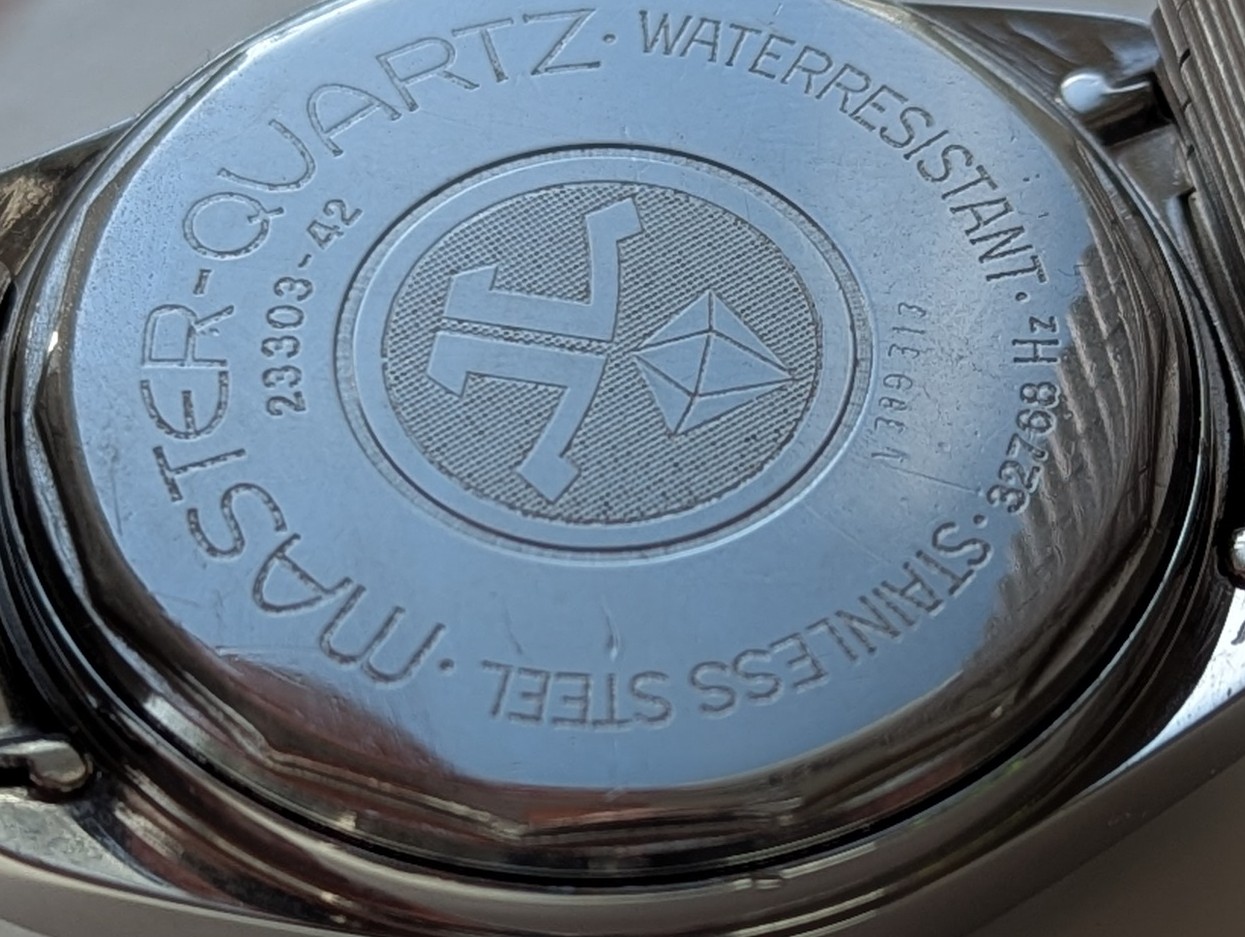 MASTER-QUARTZ · WATERRESISTANT · 32768 Hz · STAINLESS STEEL ·
23303-42